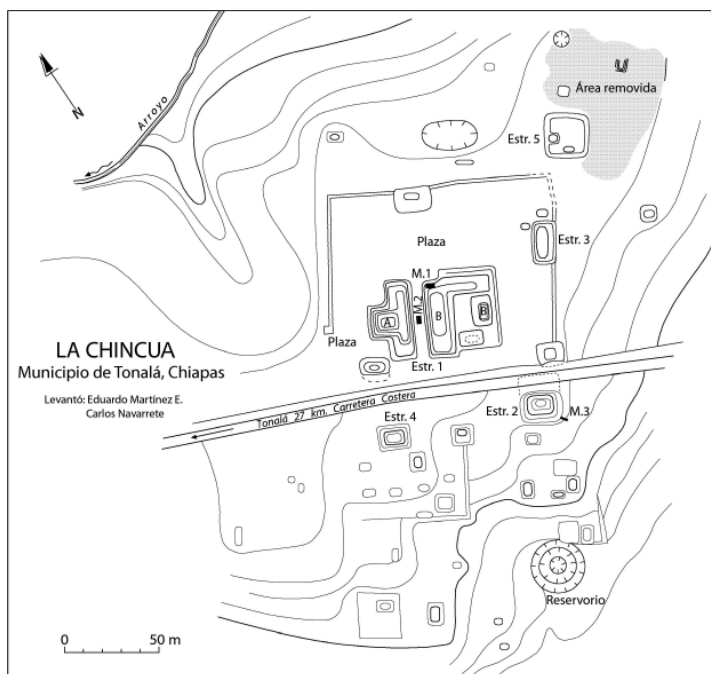 N
Arroyo
Área removida
Estr. 5
Plaza
Estr. 3
M.1
M.2
A
B
B
Plaza
Estr. 1
LA CHINCUA
Municipio de Tonalá, Chiapas
Levantó: Eduardo Martínez E.
Carlos Navarrete
Tonalá 27 km. Carretera Costera
Estr. 2
M.3
Estr. 4
Reservorio
0 50 m